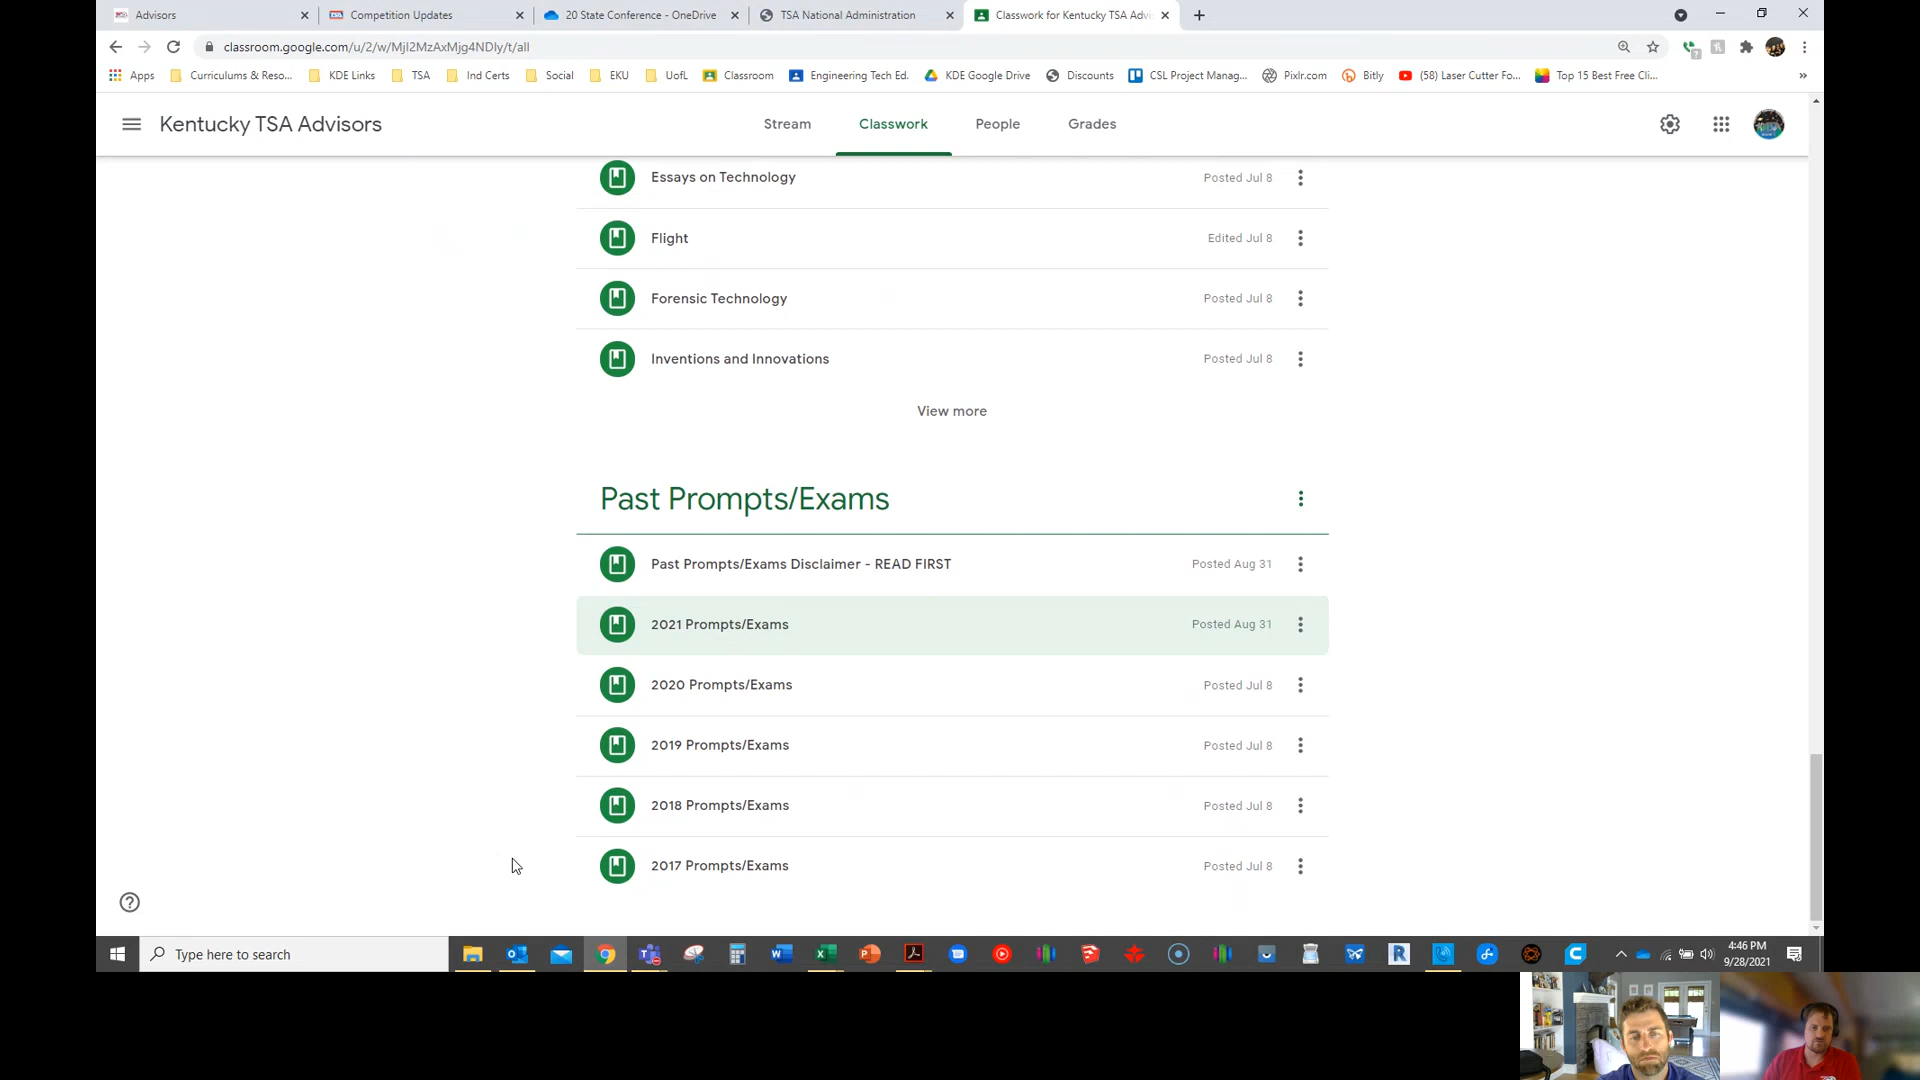 Advisors
Competition Updates
20 State Conference - OneDrive
TSA National Administration
Classwork for Kentucky TSA Advi
classroom.google.com/u/2/w/MjI2MzAxMjg4NDIy/t/all
Apps
Curriculums & Reso...
KDE Links
TSA
Ind Certs
Social
EKU
UofL
Classroom
Engineering Tech Ed.
KDE Google Drive
Discounts
CSL Project Manag...
Pixlr.com
Bitly
(58) Laser Cutter Fo...
Top 15 Best Free Cli...
Kentucky TSA Advisors
Stream
Classwork
People
Grades
Essays on Technology
Posted Jul 8
Flight
Edited Jul 8
Forensic Technology
Posted Jul 8
Inventions and Innovations
Posted Jul 8
View more
Past Prompts/Exams
Past Prompts/Exams Disclaimer - READ FIRST
Posted Aug 31
2021 Prompts/Exams
Posted Aug 31
2020 Prompts/Exams
Posted Jul 8
2019 Prompts/Exams
Posted Jul 8
2018 Prompts/Exams
Posted Jul 8
2017 Prompts/Exams
Posted Jul 8
Type here to search
4:46 PM
9/28/2021